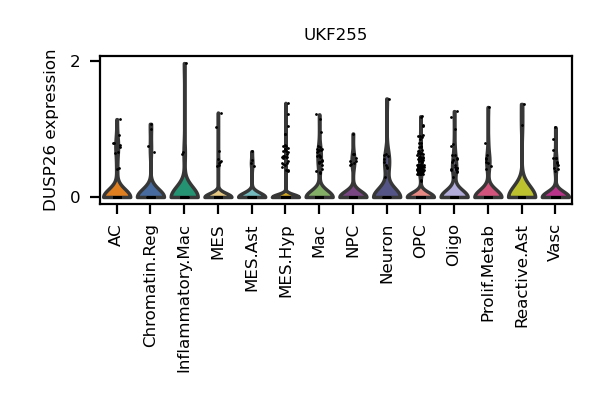 UKF255
DUSP26 expression
2
0
AC
Chromatin.Reg
Inflammatory.Mac
MES
MES.Ast
MES.Hyp
Mac
NPC
Neuron
OPC
Oligo
Prolif.Metab
Reactive.Ast
Vasc